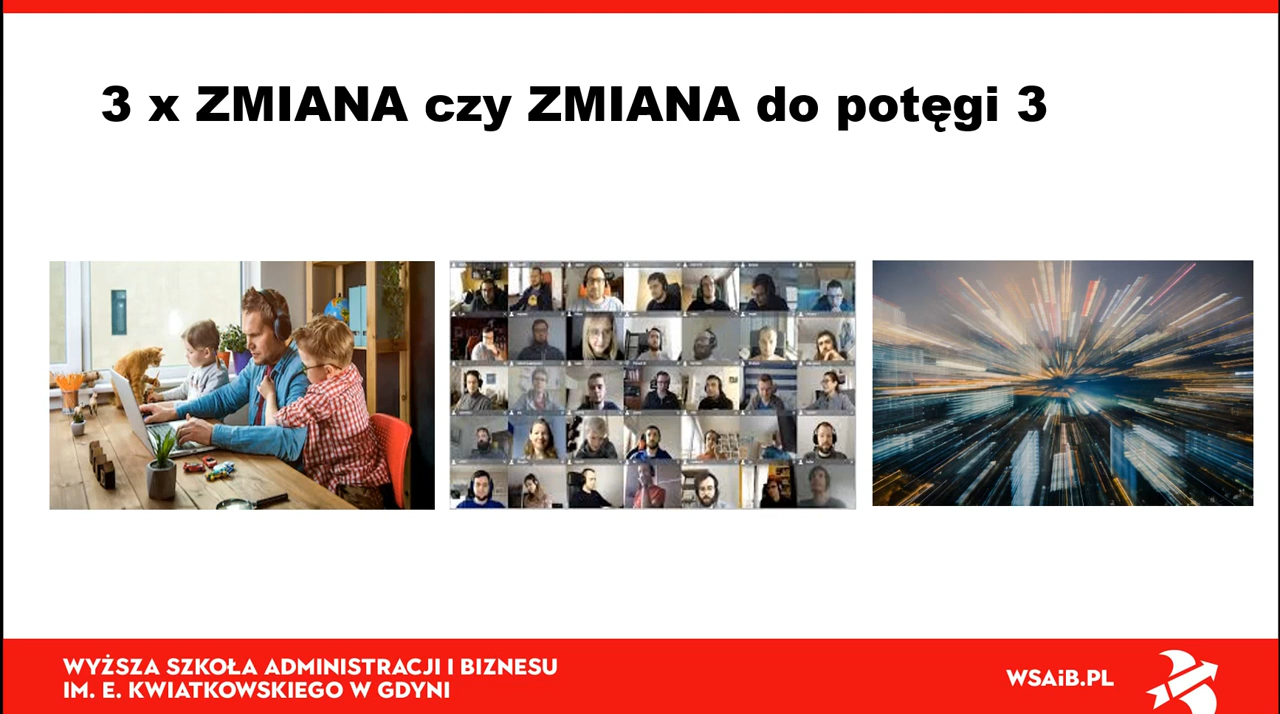 3 x ZMIANA czy ZMIANA do potęgi 3
WYŻSZA SZKOŁA ADMINISTRACJI I BIZNESU
IM. E. KWIATKOWSKIEGO W GDYNI
WSAiB.PL